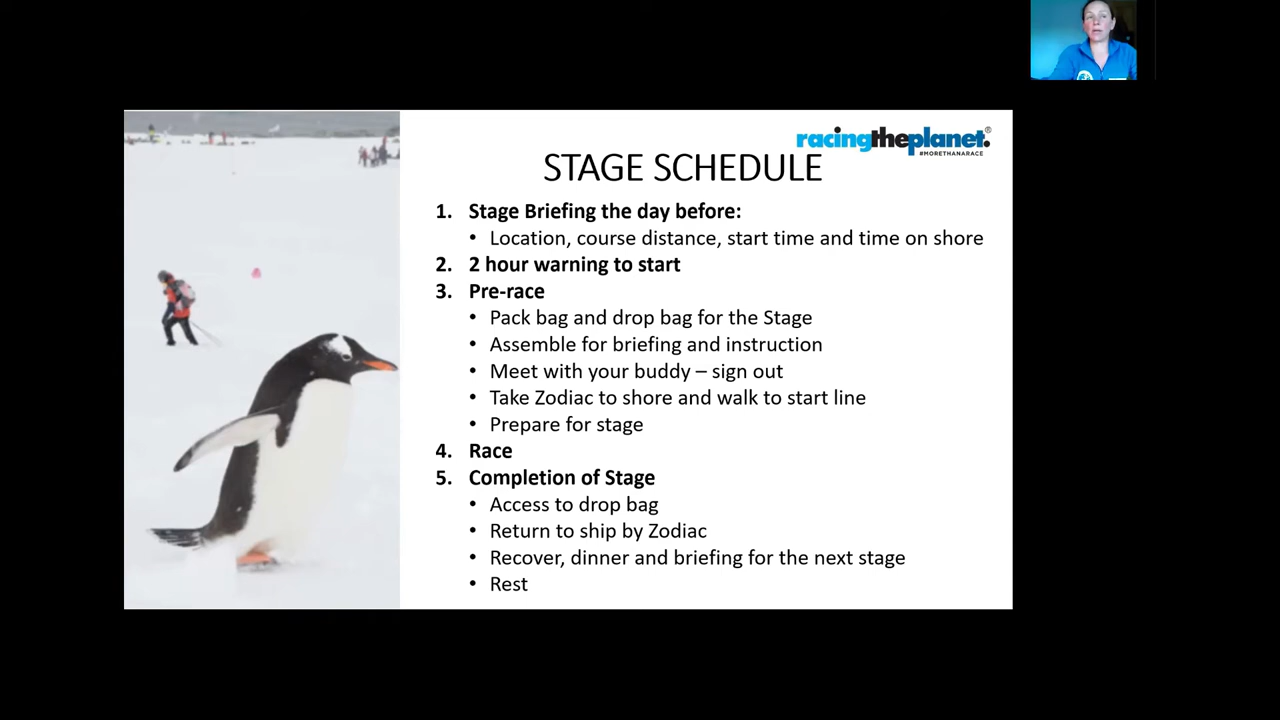 racingtheplanet.®
#MORETHANARACE
STAGE SCHEDULE
1. Stage Briefing the day before:
• Location, course distance, start time and time on shore
2. 2 hour warning to start
3. Pre-race
• Pack bag and drop bag for the Stage
• Assemble for briefing and instruction
• Meet with your buddy – sign out
• Take Zodiac to shore and walk to start line
• Prepare for stage
4. Race
5. Completion of Stage
• Access to drop bag
• Return to ship by Zodiac
• Recover, dinner and briefing for the next stage
• Rest